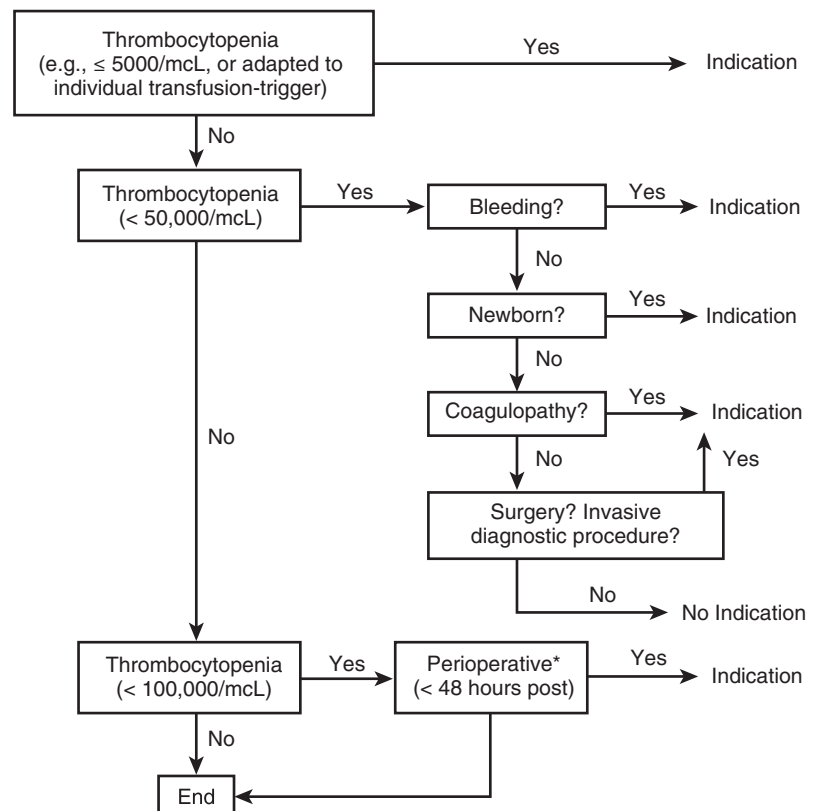 Thrombocytopenia
(e.g., ≤ 5000/mcL, or adapted to
individual transfusion-trigger)
Yes
Indication
No
Thrombocytopenia
(< 50,000/mcL)
Yes
Bleeding?
Yes
Indication
No
Newborn?
Yes
Indication
No
Coagulopathy?
Yes
Indication
No
Yes
Surgery? Invasive
diagnostic procedure?
No
No Indication
No
Thrombocytopenia
(< 100,000/mcL)
Yes
Perioperative*
(< 48 hours post)
Yes
Indication
No
End